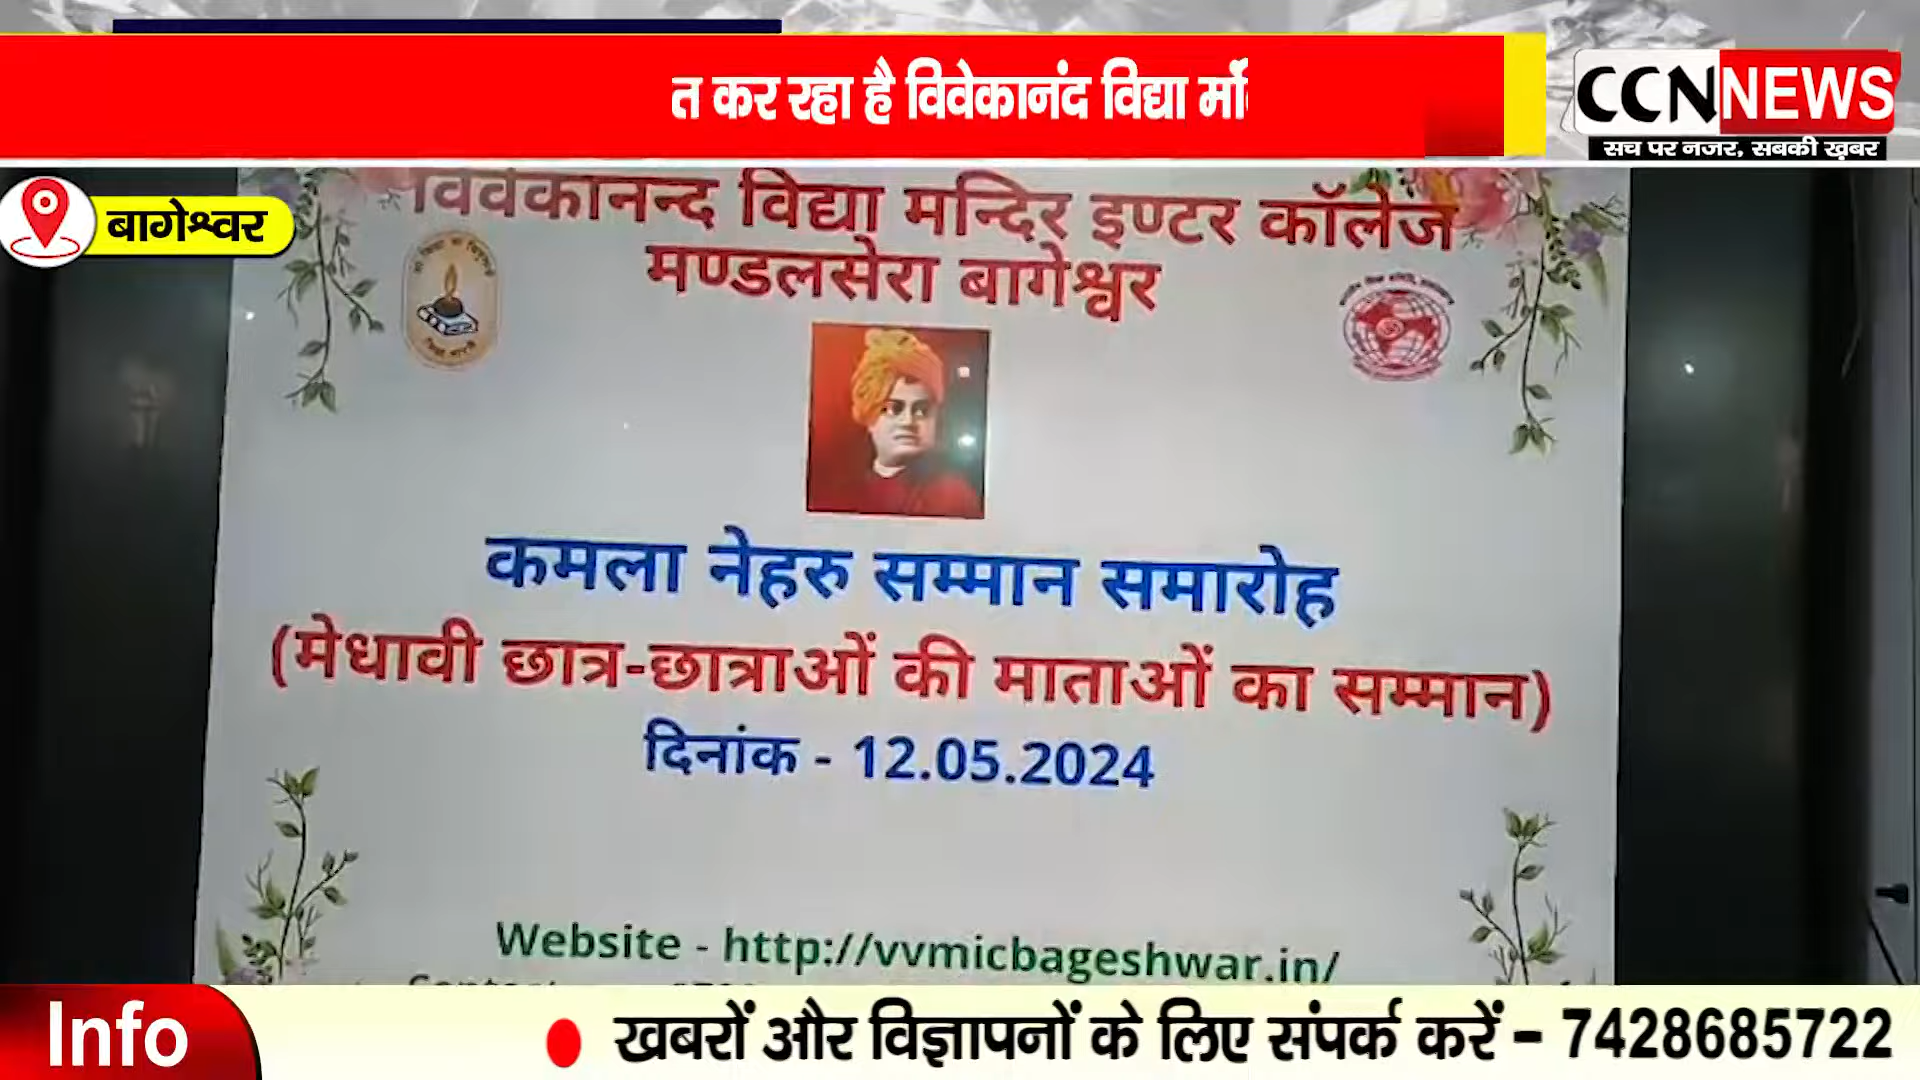 त कर रहा है विवेकानंद विद्या
CCN NEWS
सच पर नजर, सबकी ख़बर
बागेश्वर
विवेकानन्द विद्या मन्दिर इण्टर कॉलेज
मण्डलसेरा बागेश्वर
कमला नेहरु सम्मान समारोह
(मेधावी छात्र-छात्राओं की माताओं का सम्मान)
दिनांक - 12.05.2024
Website - http://vvmicbageshwar.in/
Info
खबरों और विज्ञापनों के लिए संपर्क करें - 7428685722